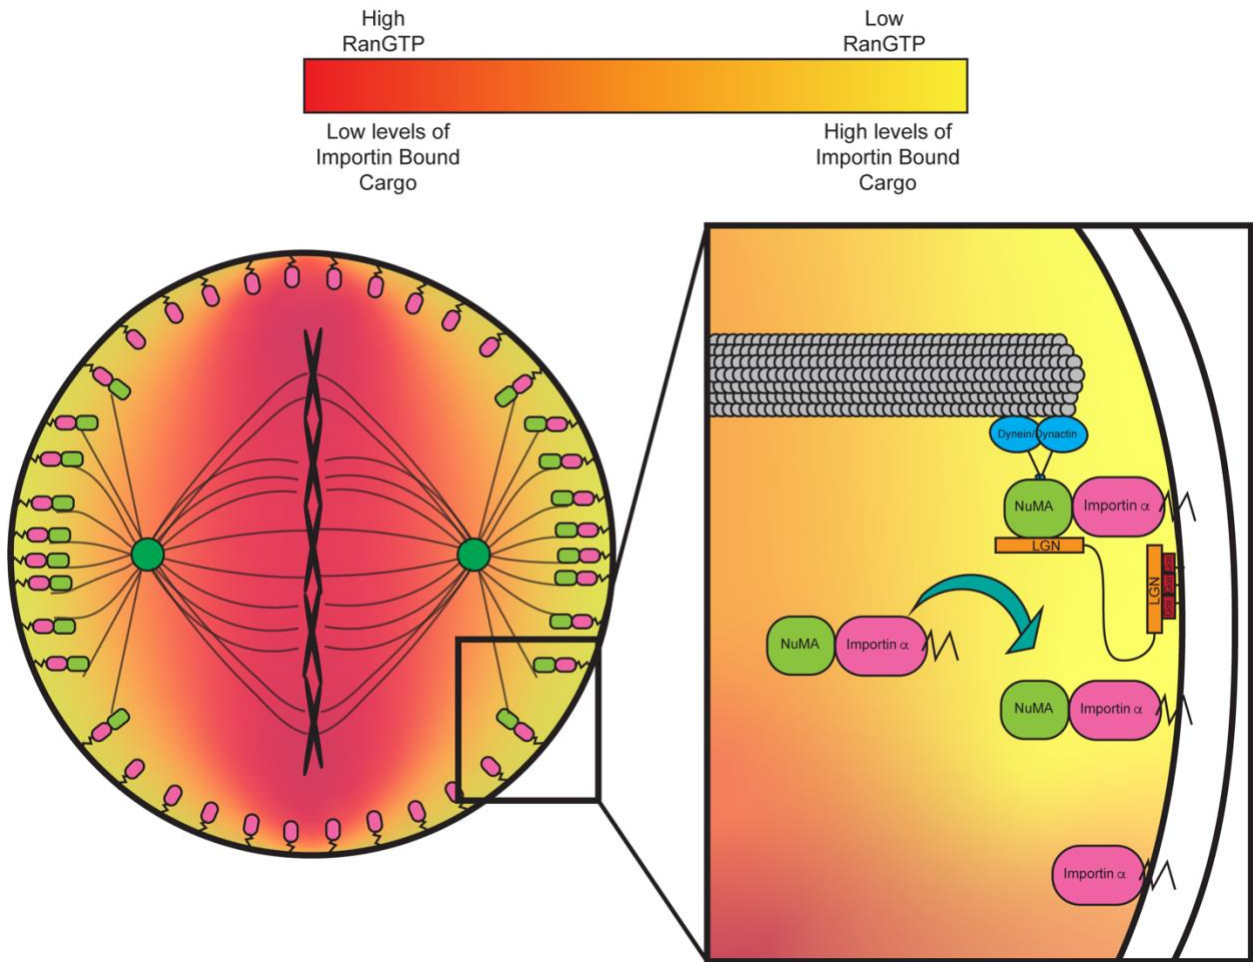 High
RanGTP
Low
RanGTP
Low levels of
Importin Bound
Cargo
High levels of
Importin Bound
Cargo
Dynein/Dynactin
NuMA
Importin α
LGN
LGN
NuMA
Importin α
NuMA
Importin α
Importin α